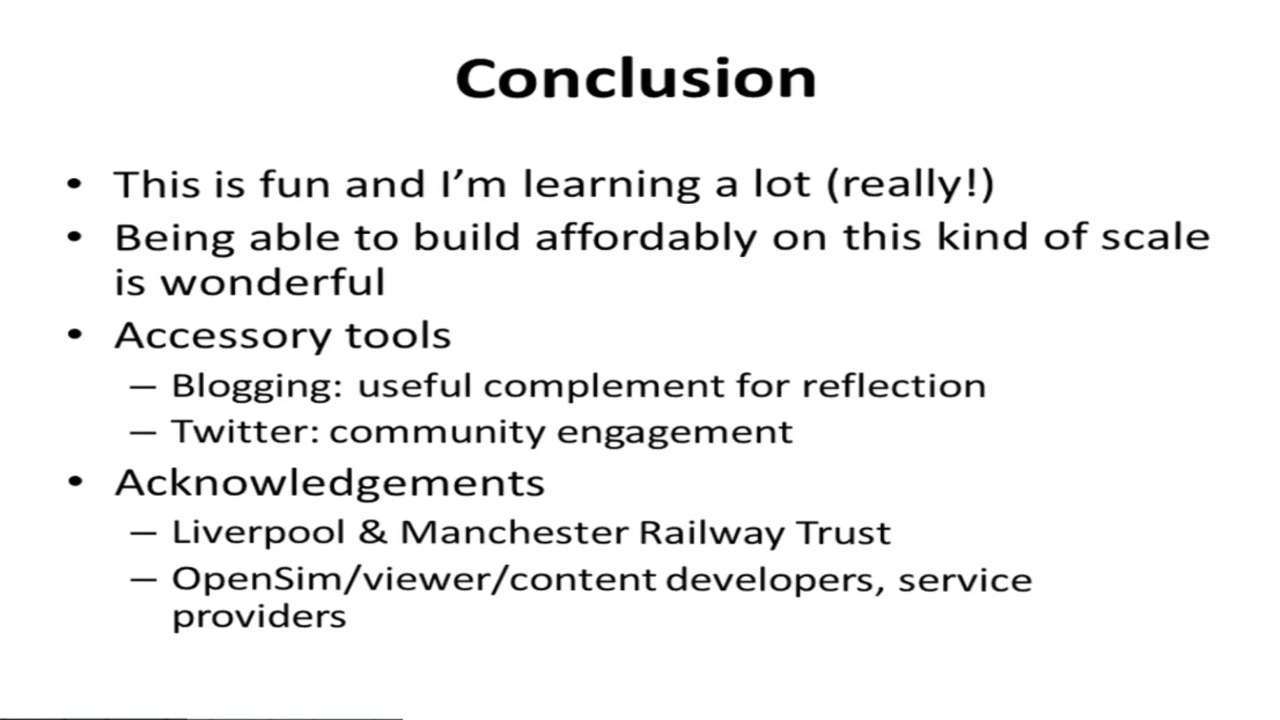 Conclusion
• This is fun and I'm learning a lot (really!)
• Being able to build affordably on this kind of scale
is wonderful
• Accessory tools
– Blogging: useful complement for reflection
– Twitter: community engagement
• Acknowledgements
– Liverpool & Manchester Railway Trust
– OpenSim/viewer/content developers, service
providers